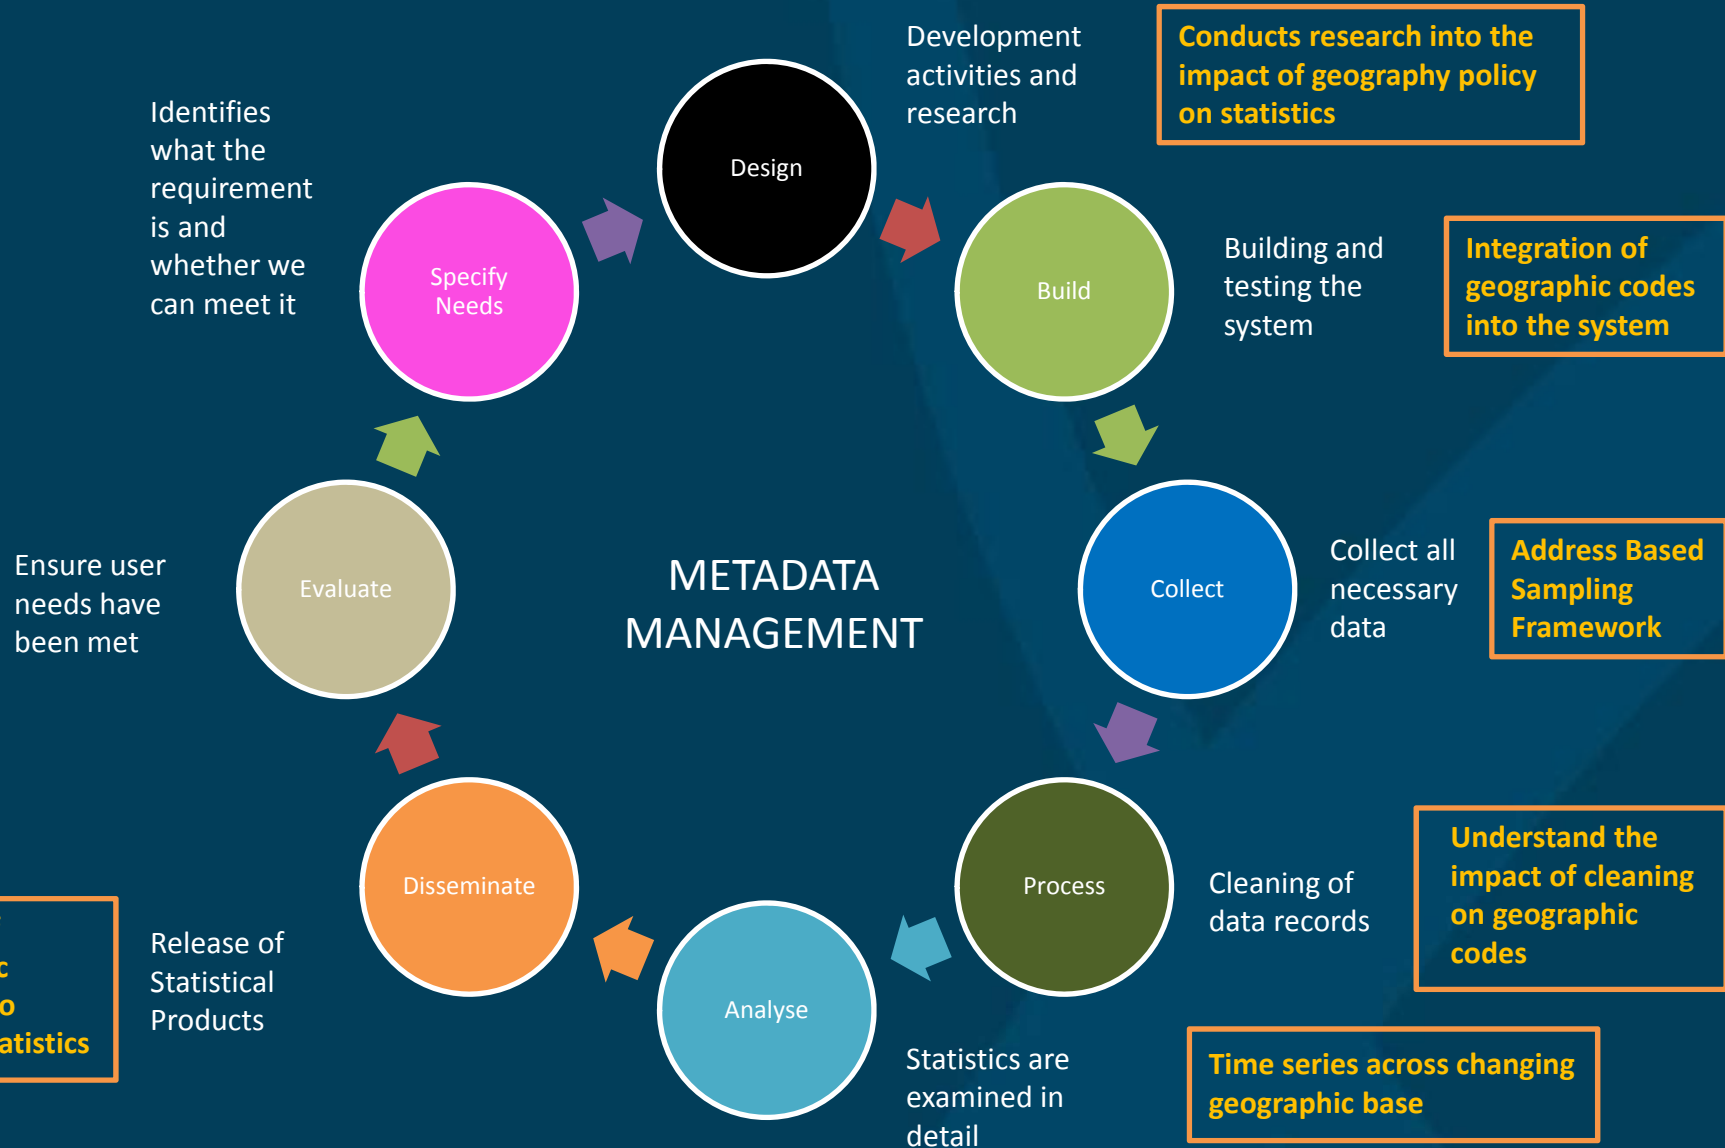 Development
activities and
research
Conducts research into the
impact of geography policy
on statistics
Identifies
what the
requirement
is and
whether we
can meet it
Design
Specify
Needs
Build
Building and
testing the
system
Integration of
geographic codes
into the system
Ensure user
needs have
been met
Evaluate
METADATA
MANAGEMENT
Collect
Collect all
necessary
data
Address Based
Sampling
Framework
Disseminate
Process
Cleaning of
data records
Understand the
impact of cleaning
on geographic
codes
Release of
Statistical
Products
Analyse
Statistics are
examined in
detail
Time series across changing
geographic base